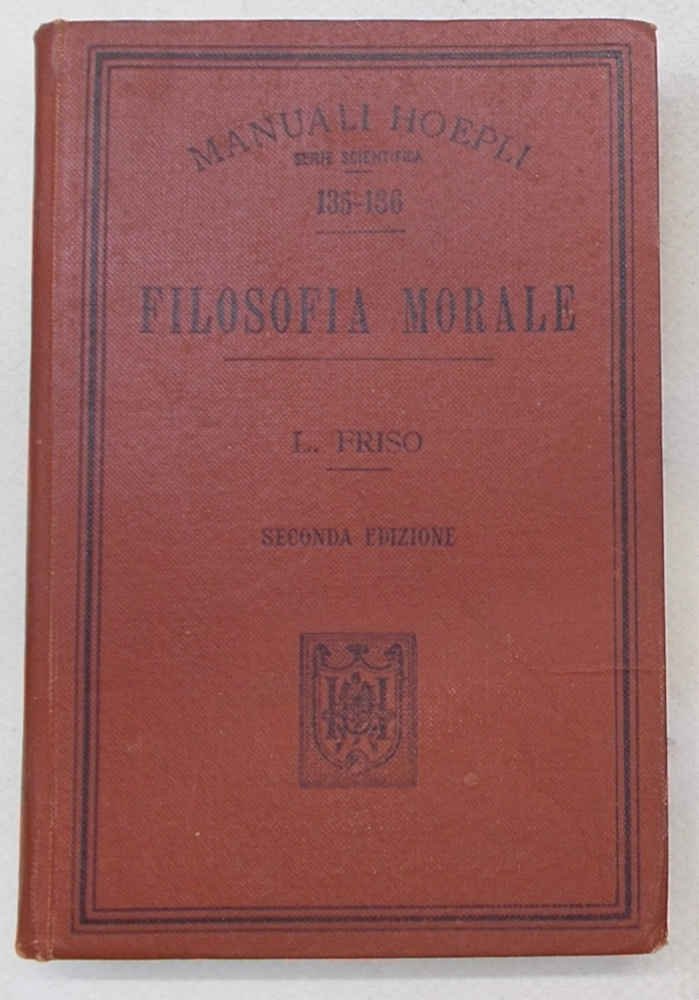 MANUALI HOEPLI
SERIE SCIENTIFICA
135-136
FILOSOFIA MORALE
L. FRISO
SECONDA EDIZIONE